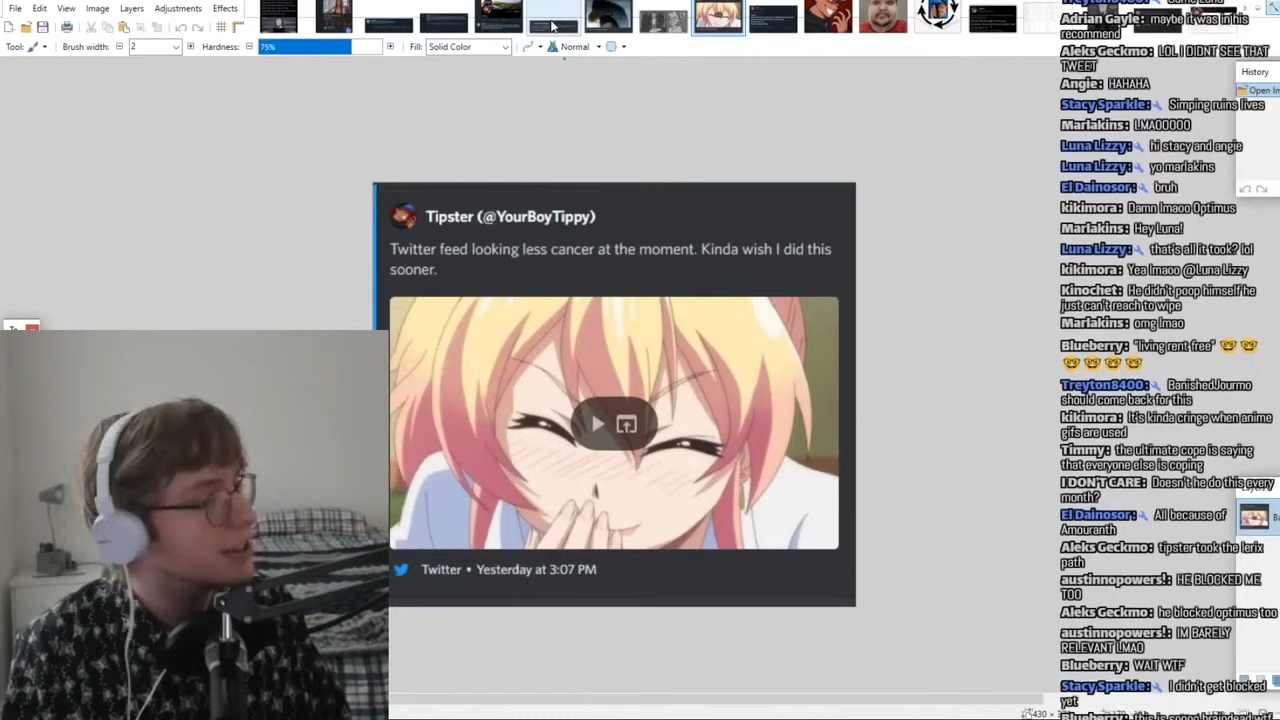 Edit View Image Layers Adjustments Effects
Tool: Brush width: 2 Hardness: 75% Fill: Solid Color Normal
Tipster (@YourBoyTippy)
Twitter feed looking less cancer at the moment. Kinda wish I did this
sooner.
Twitter • Yesterday at 3:07 PM
Adrian Gayle: maybe it was in his
recommend
Aleks Geckmo: LOL I DIDNT SEE THAT
TWEET
Angie: HAHAHA
Stacy Sparkle: Simping ruins lives
Marlakins: LMAOOOOO
Luna Lizzy: hi stacy and angie
Luna Lizzy: yo marlakins
El Dainosor: bruh
kikimora: Damn lmaoo Optimus
Marlakins: Hey Luna!
Luna Lizzy: that's all it took? lol
kikimora: Yea lmaoo @Luna Lizzy
Kinochet: He didn't poop himself he
just can't reach to wipe
Marlakins: omg lmao
Blueberry: "living rent free"
Treyton8400: BanishedJourmo
should come back for this
kikimora: It's kinda cringe when anime
gifs are used
Timmy: the ultimate cope is saying
that everyone else is coping
I DON'T CARE: Doesn't he do this every
month?
El Dainosor: All because of
Amouranth
Aleks Geckmo: tipster took the lerix
path
austinnopowers!: HE BLOCKED ME
TOO
Aleks Geckmo: he blocked optimus too
austinnopowers!: IM BARELY
RELEVANT LMAO
Blueberry: WAIT WTF
Stacy Sparkle: I didn't get blocked
yet
History
Open Im